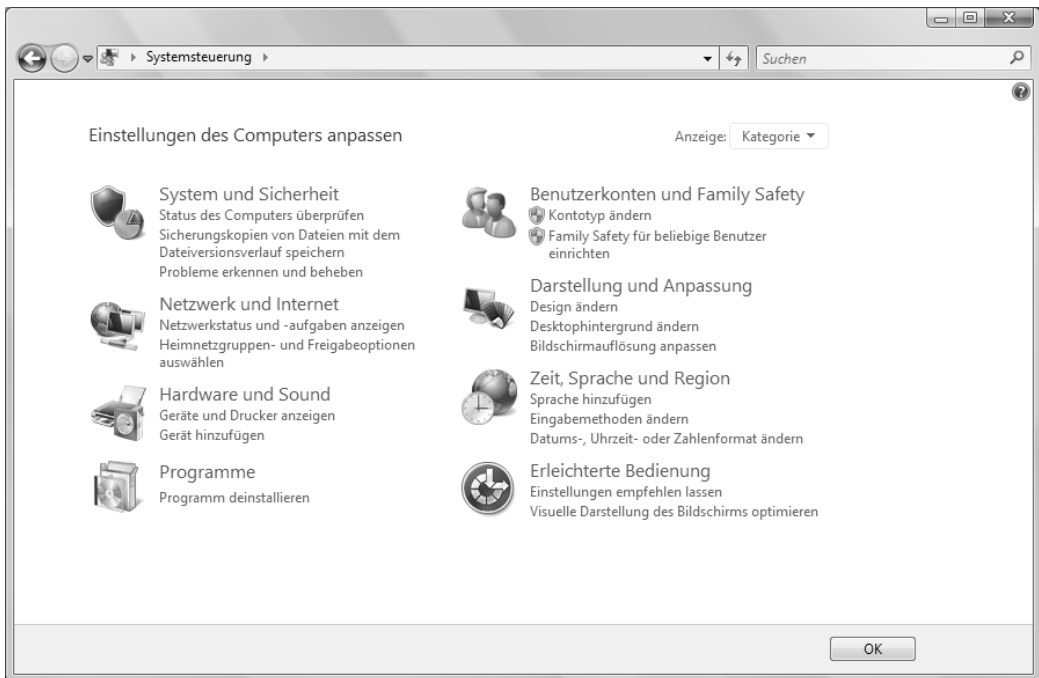 Systemsteuerung
Suchen
Einstellungen des Computers anpassen
Anzeige: Kategorie
System und Sicherheit
Status des Computers überprüfen
Sicherungskopien von Dateien mit dem
Dateiversionsverlauf speichern
Probleme erkennen und beheben
Netzwerk und Internet
Netzwerkstatus und -aufgaben anzeigen
Heimnetzgruppen- und Freigabeoptionen
auswählen
Hardware und Sound
Geräte und Drucker anzeigen
Gerät hinzufügen
Programme
Programm deinstallieren
Benutzerkonten und Family Safety
Kontotyp ändern
Family Safety für beliebige Benutzer
einrichten
Darstellung und Anpassung
Design ändern
Desktophintergrund ändern
Bildschirmauflösung anpassen
Zeit, Sprache und Region
Sprache hinzufügen
Eingabemethoden ändern
Datums-, Uhrzeit- oder Zahlenformat ändern
Erleichterte Bedienung
Einstellungen empfehlen lassen
Visuelle Darstellung des Bildschirms optimieren
OK